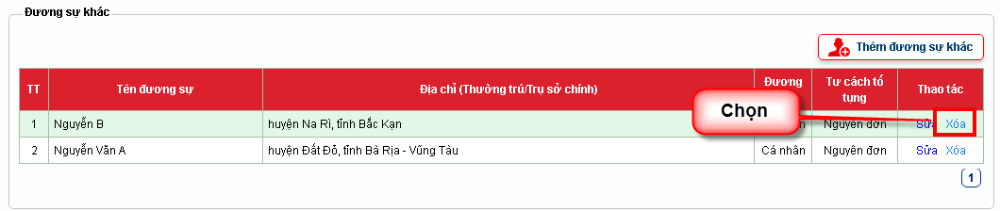 Đương sự khác
Thêm đương sự khác
TT Tên đương sự Địa chỉ (Thường trú/Trụ sở chính) Đương Tư cách tố tụng Thao tác
Chọn
1 Nguyễn B huyện Na Rì, tỉnh Bắc Kạn Nguyên đơn Sửa Xóa
2 Nguyễn Văn A huyện Đất Đỏ, tỉnh Bà Rịa - Vũng Tàu Cá nhân Nguyên đơn Sửa Xóa
1